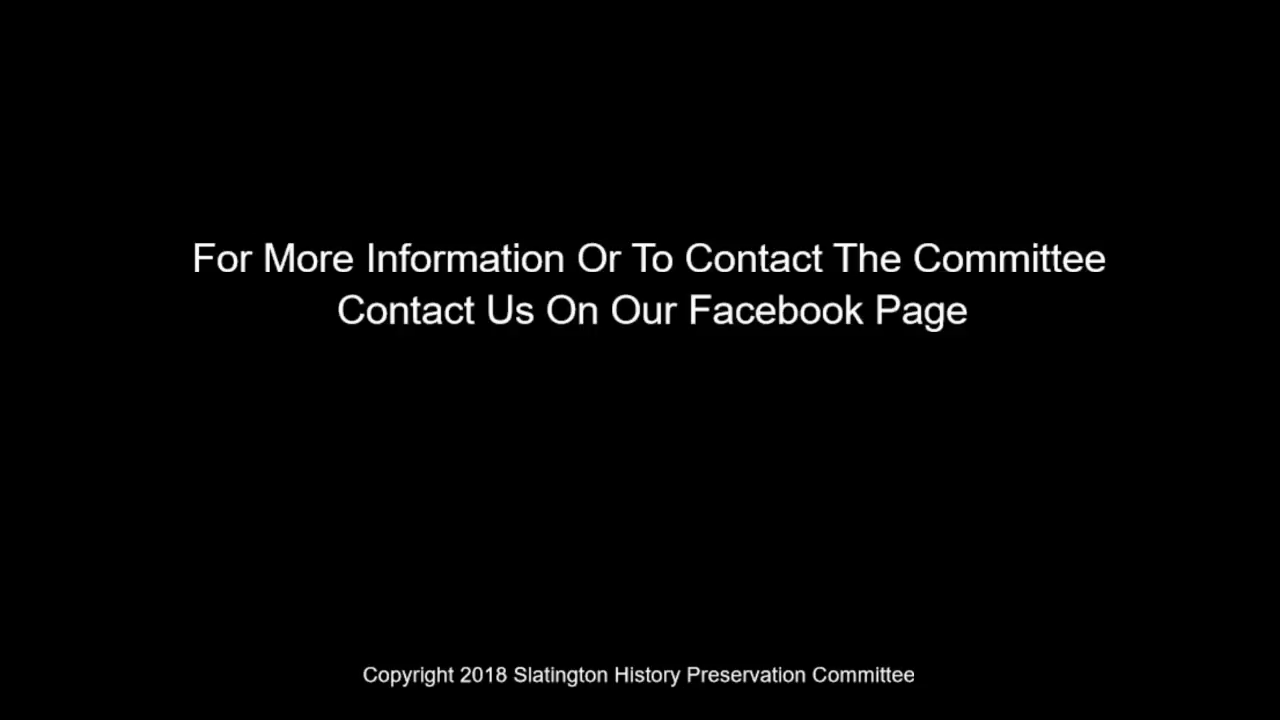 For More Information Or To Contact The Committee
Contact Us On Our Facebook Page
Copyright 2018 Slatington History Preservation Committee